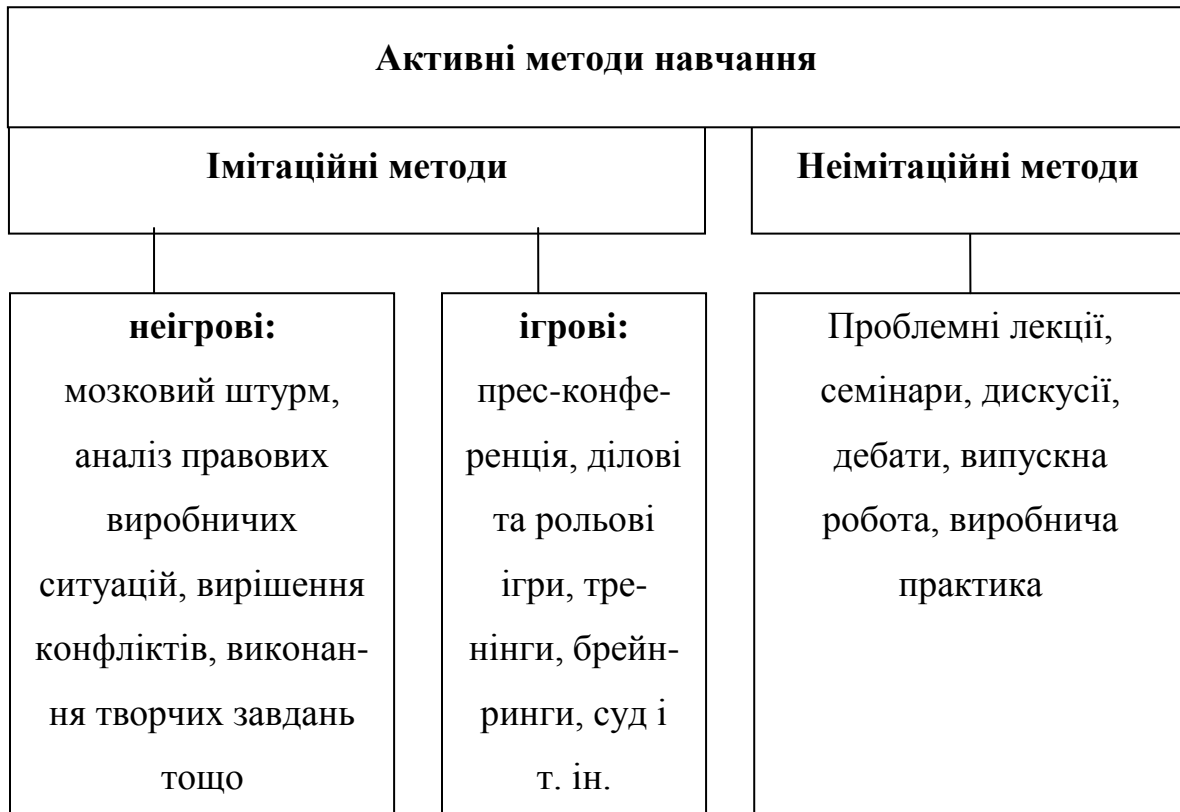 Активні методи навчання
Імітаційні методи
Неімітаційні методи
неігрові:
мозковий штурм,
аналіз правових
виробничих
ситуацій, вирішення
конфліктів, виконан-
ня творчих завдань
тощо
ігрові:
прес-конфе-
ренція, ділові
та рольові
ігри, тре-
нінги, брейн-
ринги, суд і
т. ін.
Проблемні лекції,
семінари, дискусії,
дебати, випускна
робота, виробнича
практика